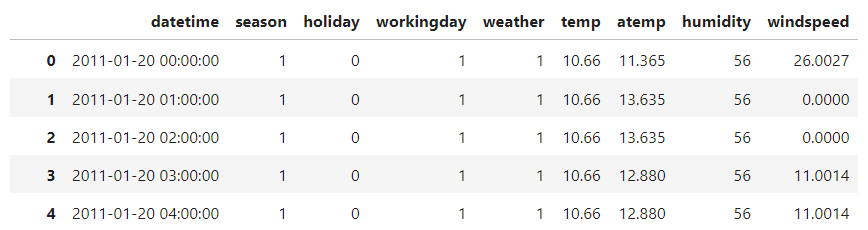 datetime season holiday workingday weather temp atemp humidity windspeed
0 2011-01-20 00:00:00 1 0 1 1 10.66 11.365 56 26.0027
1 2011-01-20 01:00:00 1 0 1 1 10.66 13.635 56 0.0000
2 2011-01-20 02:00:00 1 0 1 1 10.66 13.635 56 0.0000
3 2011-01-20 03:00:00 1 0 1 1 10.66 12.880 56 11.0014
4 2011-01-20 04:00:00 1 0 1 1 10.66 12.880 56 11.0014